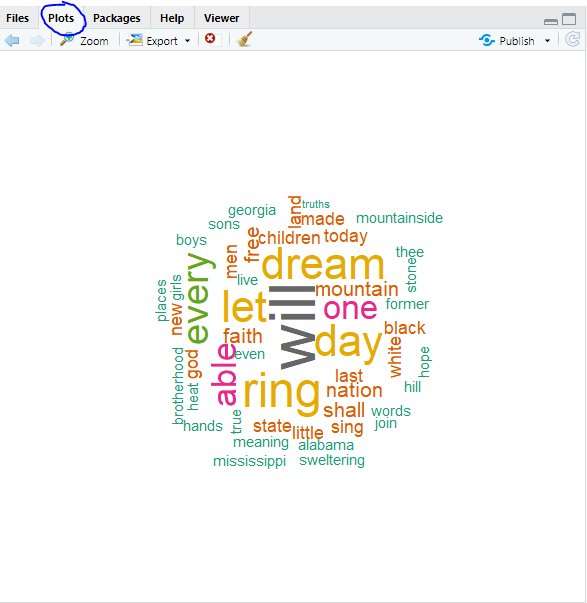 Files Plots Packages Help Viewer
Zoom Export Publish
land truths
georgia made mountainside
sons
free children today
boys men dream thee
every live stonee
places girls let will mountain
new one former
faith day black
god able even white
brotherhood heat ring last hope
nation hill
true shall words
hands state little sing join
meaning alabama
mississippi sweltering